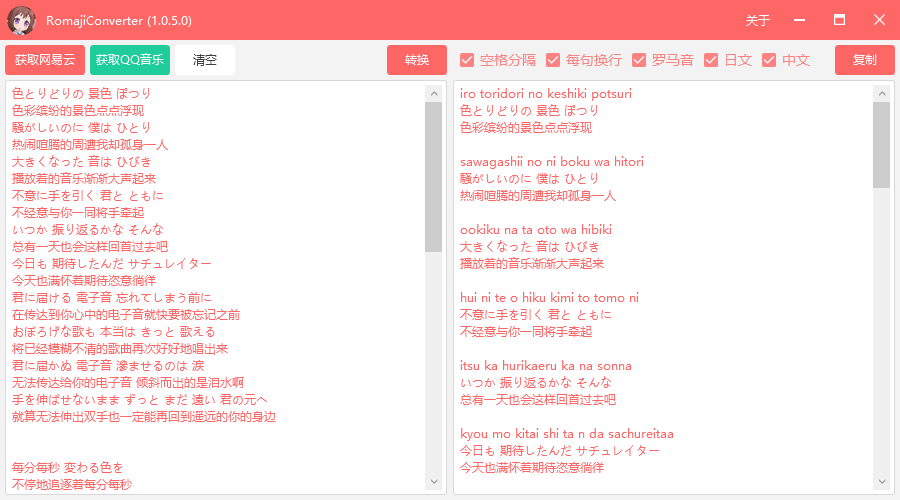 RomajiConverter (1.0.5.0)
关于
获取网易云
获取QQ音乐
清空
转换
空格分隔
每句换行
罗马音
日文
中文
复制
色とりどりの 景色 ぽつり
色彩缤纷的景色点点浮现
騒がしいのに 僕は ひとり
热闹喧腾的周遭我却孤身一人
大きくなった 音は ひびき
播放着的音乐渐渐大声起来
不意に手を引く 君と ともに
不经意与你一同将手牵起
いつか 振り返るかな そんな
总有一天也会这样回首过去吧
今日も 期待したんだ サチュレイター
今天也满怀着期待恣意徜徉
君に届ける 電子音 忘れてしまう前に
在传达到你心中的电子音就快要被忘记之前
おぼろげな歌も 本当は きっと 歌える
将已经模糊不清的歌曲再次好好地唱出来
君に届かぬ 電子音 滲ませるのは 涙
无法传达给你的电子音 倾斜而出的是泪水啊
手を伸ばせないまま ずっと まだ 遠い 君の元へ
就算无法伸出双手也一定能再回到遥远的你的身边
每分每秒 変わる色を
不停地追逐着每分每秒
iro toridori no keshiki potsuri
色とりどりの 景色 ぽつり
色彩缤纷的景色点点浮现
sawagashii no ni boku wa hitori
騒がしいのに 僕は ひとり
热闹喧腾的周遭我却孤身一人
ookiku na ta oto wa hibiki
大きくなった 音は ひびき
播放着的音乐渐渐大声起来
hui ni te o hiku kimi to tomo ni
不意に手を引く 君と ともに
不经意与你一同将手牵起
itsu ka hurikaeru ka na sonna
いつか 振り返るかな そんな
总有一天也会这样回首过去吧
kyou mo kitai shi ta n da sachureitaa
今日も 期待したんだ サチュレイター
今天也满怀着期待恣意徜徉